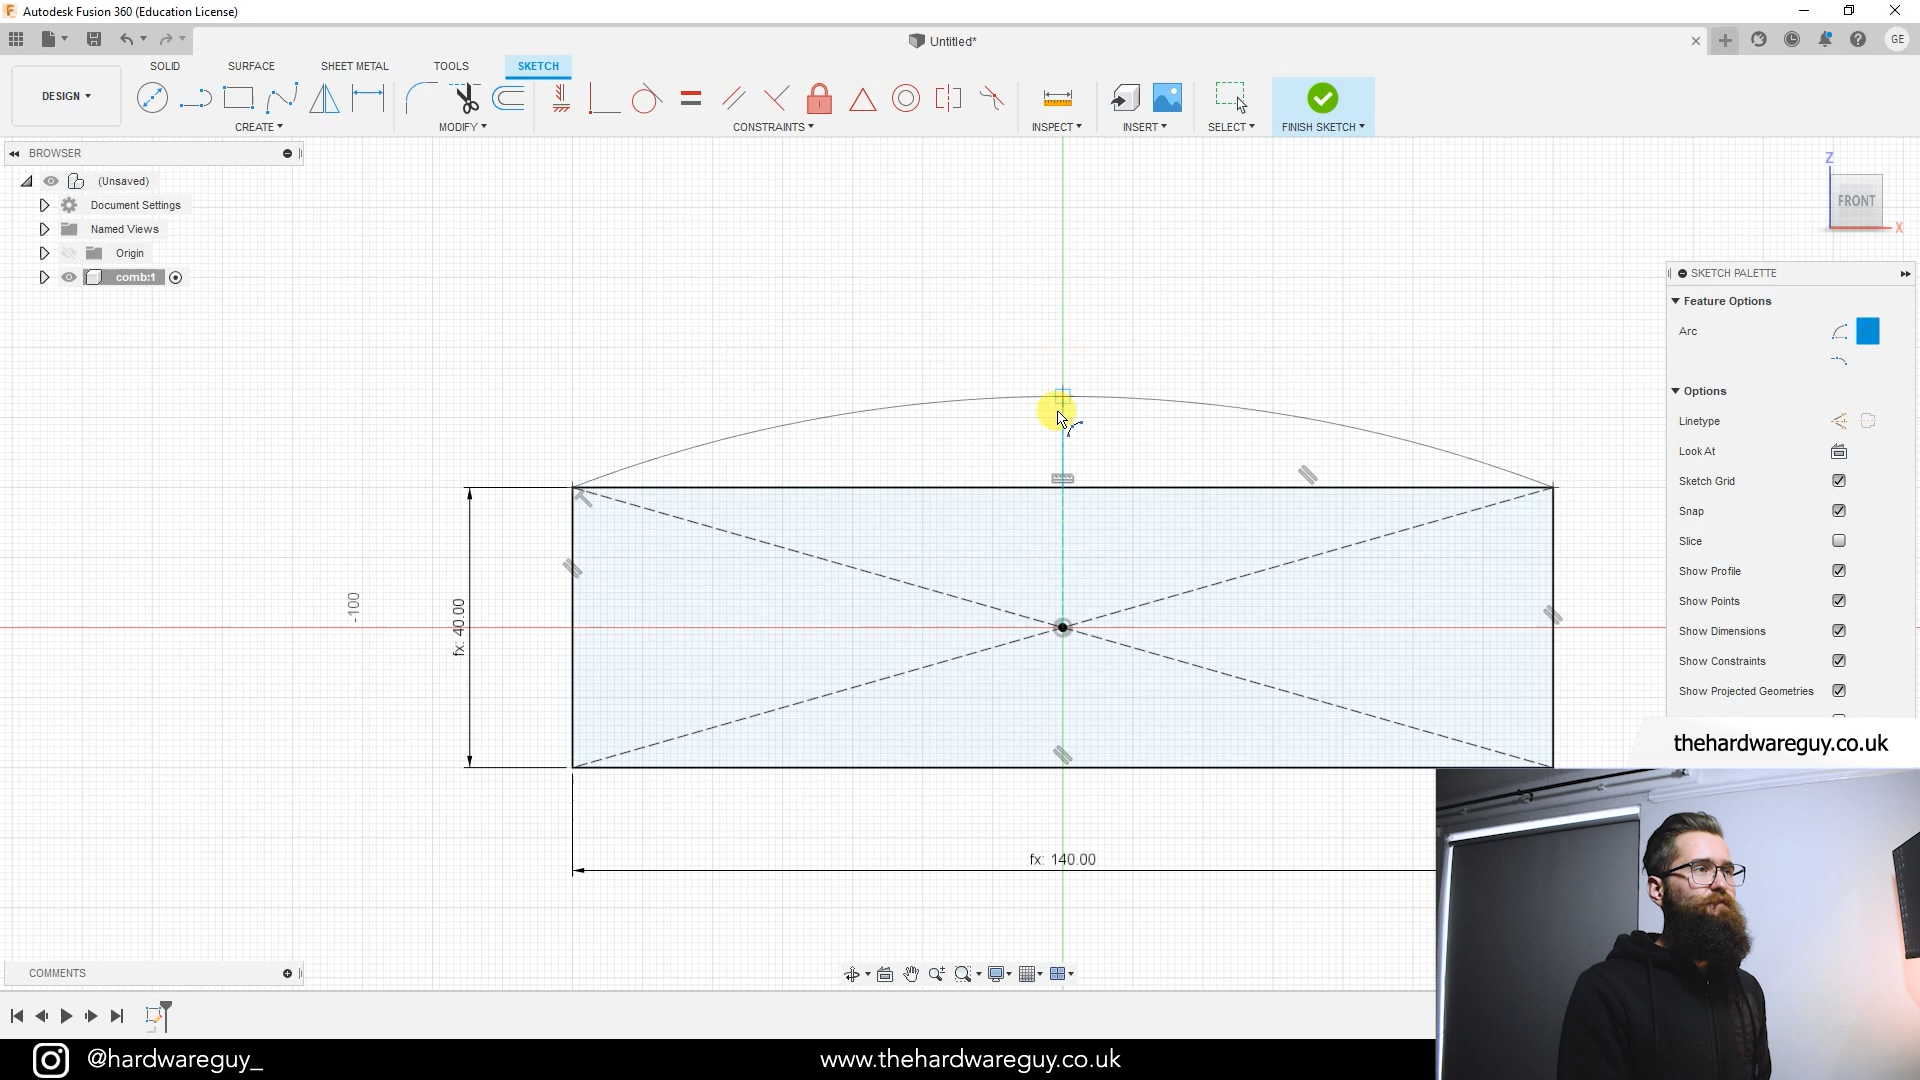 Autodesk Fusion 360 (Education License)
Untitled*
GE
DESIGN
SOLID
SURFACE
SHEET METAL
TOOLS
SKETCH
CREATE
MODIFY
CONSTRAINTS
INSPECT
INSERT
SELECT
FINISH SKETCH
BROWSER
(Unsaved)
Document Settings
Named Views
Origin
comb:1
Z
FRONT
X
SKETCH PALETTE
Feature Options
Arc
Options
Linetype
Look At
Sketch Grid
Snap
Slice
Show Profile
Show Points
Show Dimensions
Show Constraints
Show Projected Geometries
-100
fx: 40.00
fx: 140.00
thehardwareguy.co.uk
COMMENTS
@hardwareguy_
www.thehardwareguy.co.uk